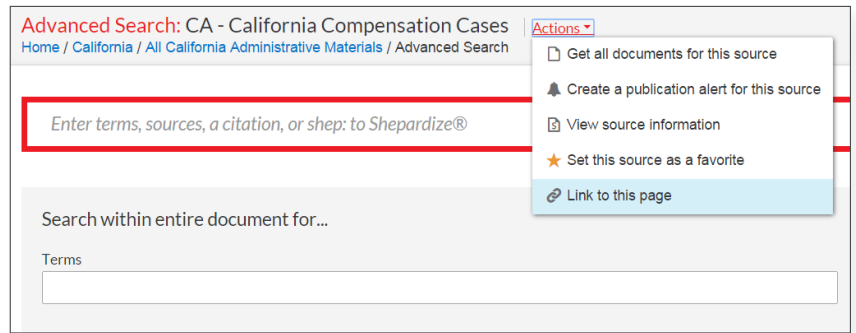 Advanced Search: CA - California Compensation Cases Actions
Home / California / All California Administrative Materials / Advanced Search
Get all documents for this source
Create a publication alert for this source
View source information
Set this source as a favorite
Link to this page
Enter terms, sources, a citation, or shep: to Shepardize®
Search within entire document for...
Terms